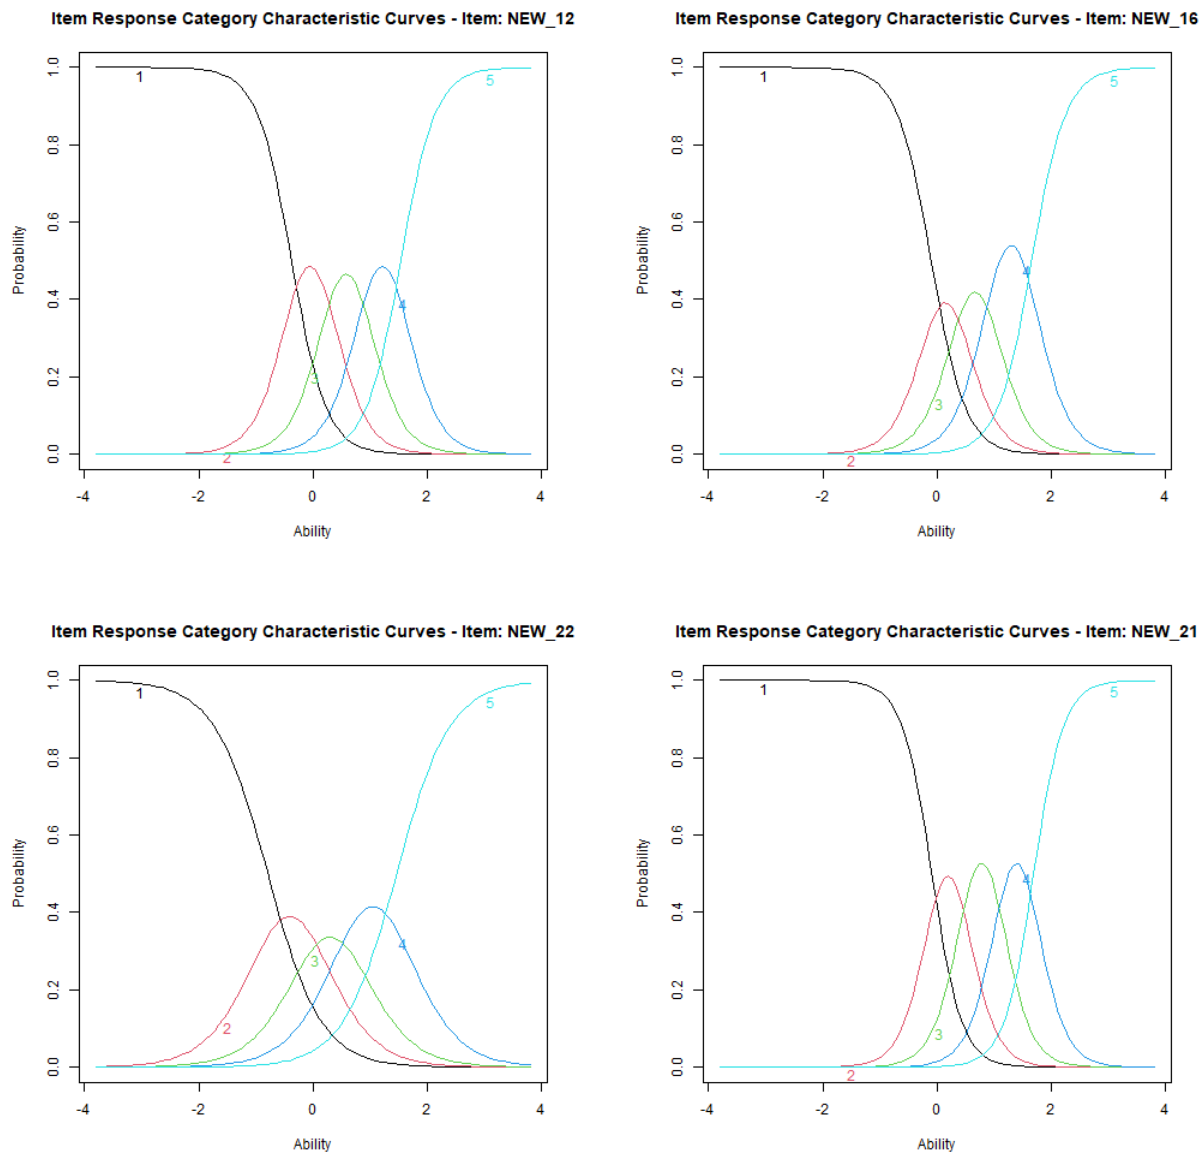 Item Response Category Characteristic Curves - Item: NEW_12
Probability
0.0 0.2 0.4 0.6 0.8 1.0
1
2
3
4
5
-4 -2 0 2 4
Ability
Item Response Category Characteristic Curves - Item: NEW_16
Probability
0.0 0.2 0.4 0.6 0.8 1.0
1
2
3
4
5
-4 -2 0 2 4
Ability
Item Response Category Characteristic Curves - Item: NEW_22
Probability
0.0 0.2 0.4 0.6 0.8 1.0
1
2
3
4
5
-4 -2 0 2 4
Ability
Item Response Category Characteristic Curves - Item: NEW_21
Probability
0.0 0.2 0.4 0.6 0.8 1.0
1
2
3
4
5
-4 -2 0 2 4
Ability